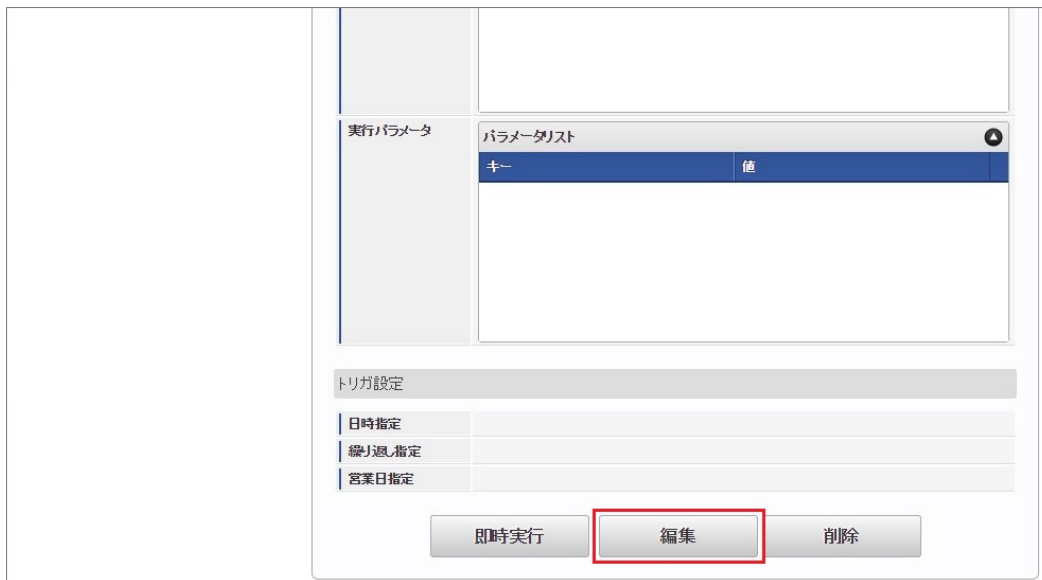 実行パラメータ
パラメータリスト
キー 値
トリガ設定
日時指定
繰り返し指定
営業日指定
即時実行 編集 削除